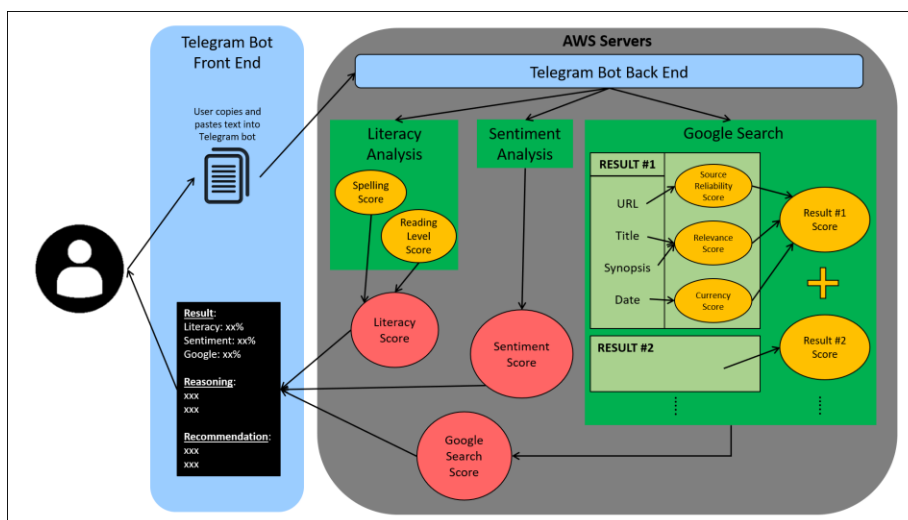 Telegram Bot
Front End
User copies and
pastes text into
Telegram bot
Result:
Literacy: xx%
Sentiment: xx%
Google: xx%
Reasoning:
xxx
xxx
Recommendation:
xxx
xxx
AWS Servers
Telegram Bot Back End
Literacy
Analysis
Spelling
Score
Reading
Level
Score
Literacy
Score
Sentiment
Analysis
Sentiment
Score
Google
Search
Score
Google Search
RESULT #1
URL
Title
Synopsis
Date
Source
Reliability
Score
Relevance
Score
Currency
Score
Result #1
Score
+
RESULT #2
Result #2
Score